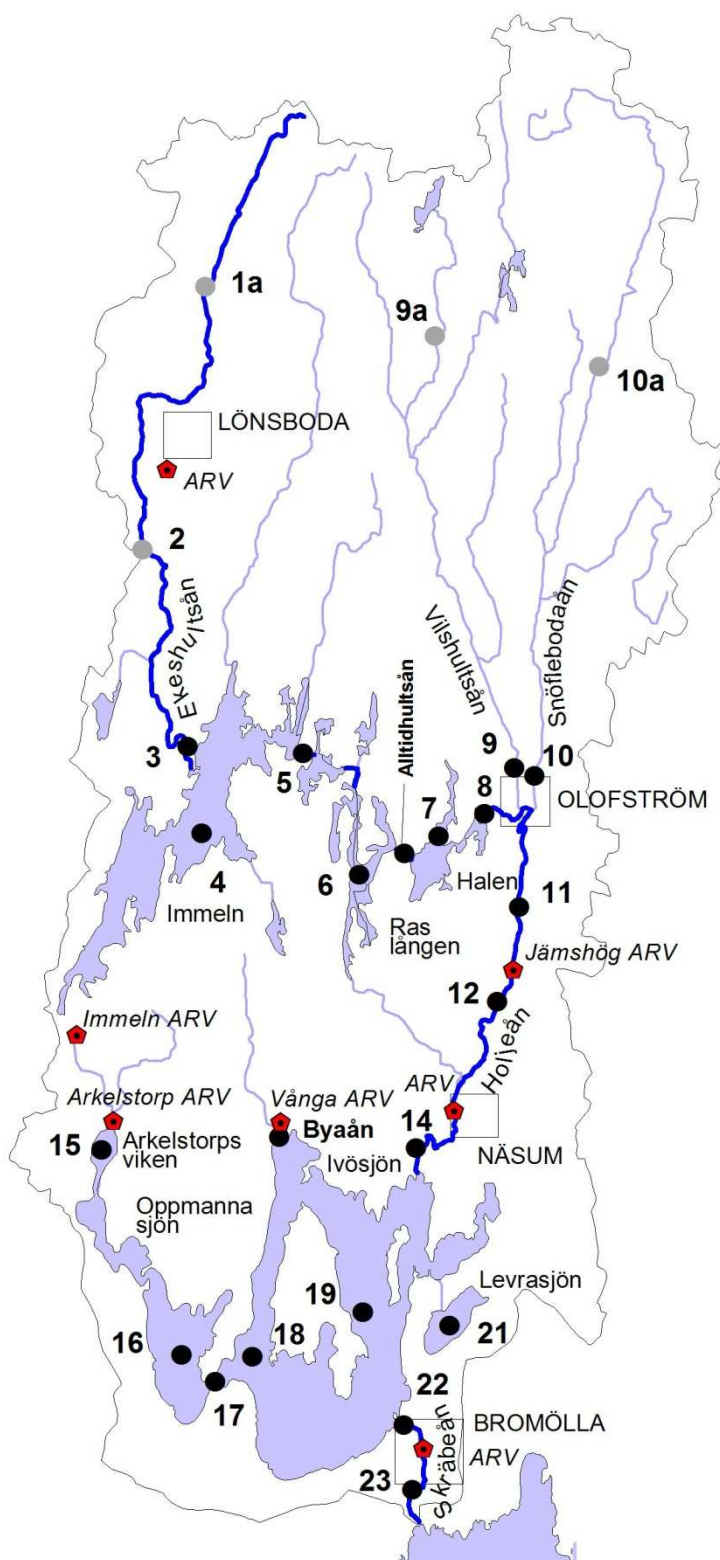 1a
9a
10a
LÖNSBODA
ARV
2
Ekeshultsån
Vilshultsån
Snöflebodaån
Alltidhultsån
3
5
9
10
8
7
OLOFSTRÖM
4
6
Halen
11
Immeln
Ras
lången
Jämshög ARV
12
Immeln ARV
Holjeån
Arkelstorp ARV
Vånga ARV
ARV
15
Arkelstorps
viken
Byaån
14
Ivösjön
NÄSUM
Oppmanna
sjön
Levrasjön
19
16
18
21
17
22
BROMÖLLA
Skräbeån
ARV
23